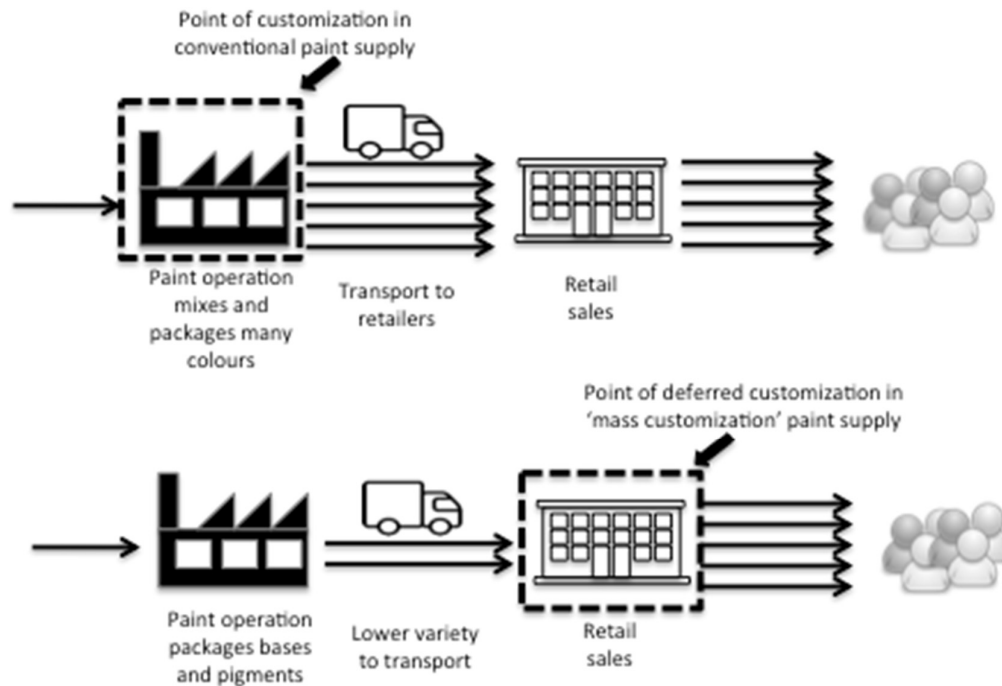 Point of customization in
conventional paint supply
Paint operation
mixes and
packages many
colours
Transport to
retailers
Retail
sales
Point of deferred customization in
‘mass customization’ paint supply
Paint operation
packages bases
and pigments
Lower variety
to transport
Retail
sales